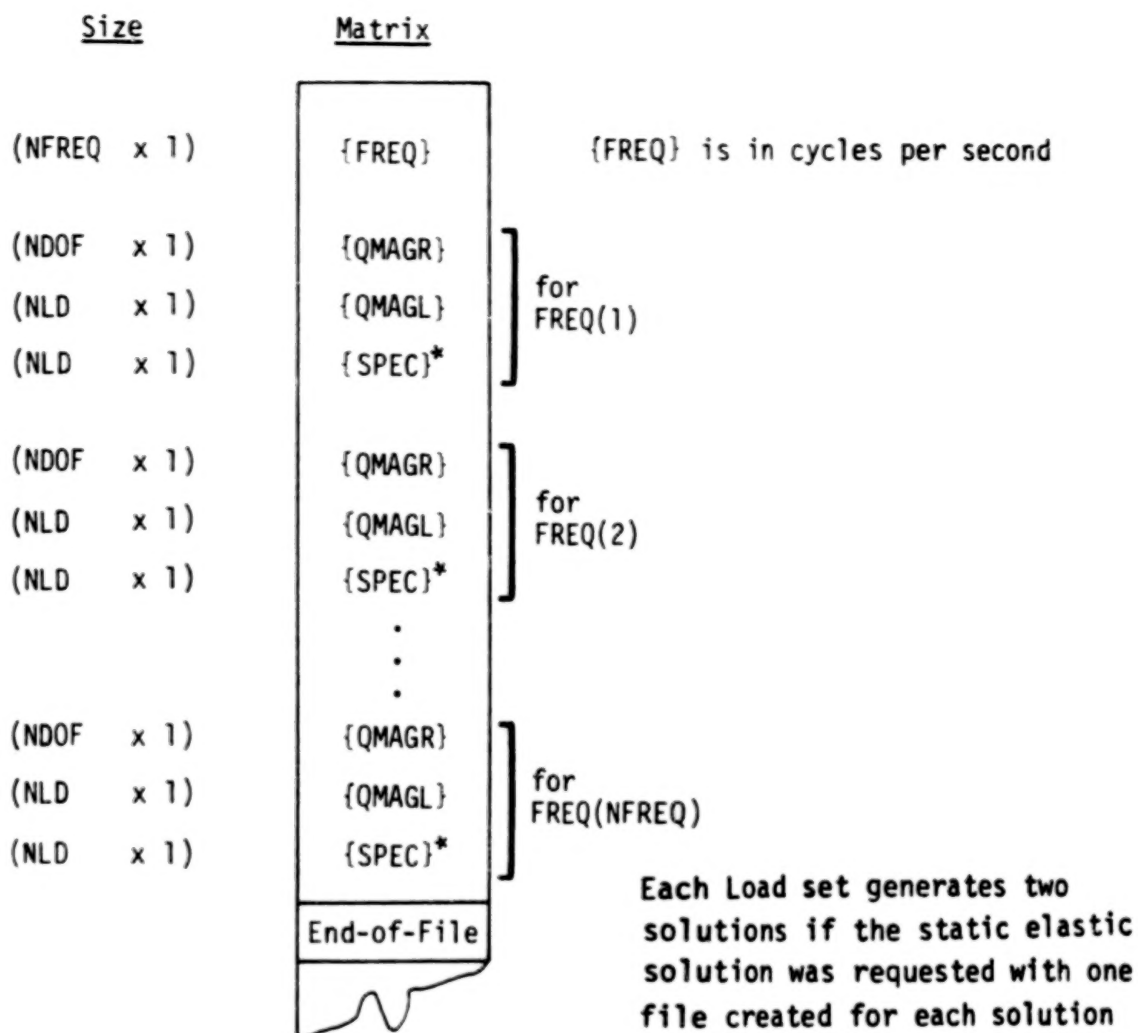 Size Matrix
(NFREQ x 1) {FREQ} {FREQ} is in cycles per second
(NDOF x 1) {QMAGR}
(NLD x 1) {QMAGL}
(NLD x 1) {SPEC}*
for
FREQ(1)
(NDOF x 1) {QMAGR}
(NLD x 1) {QMAGL}
(NLD x 1) {SPEC}*
for
FREQ(2)
.
.
.
(NDOF x 1) {QMAGR}
(NLD x 1) {QMAGL}
(NLD x 1) {SPEC}*
for
FREQ(NFREQ)
End-of-File
Each Load set generates two
solutions if the static elastic
solution was requested with one
file created for each solution